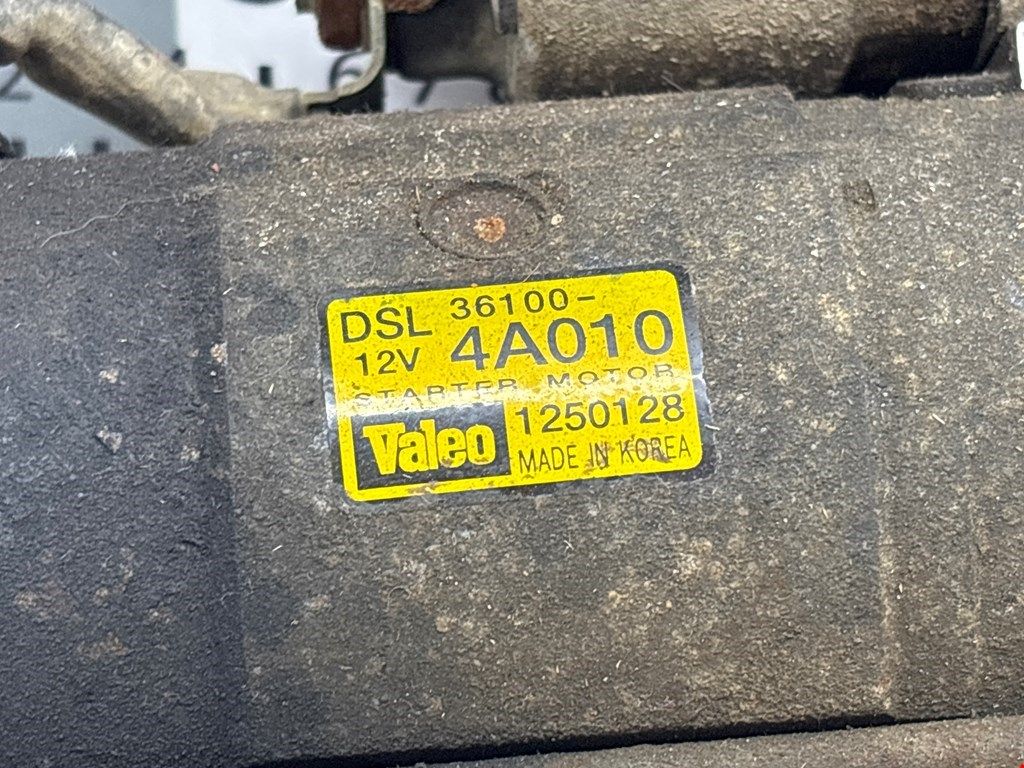 DSL 36100-
12V 4A010
STARTER MOTOR
Valeo 1250128
MADE IN KOREA